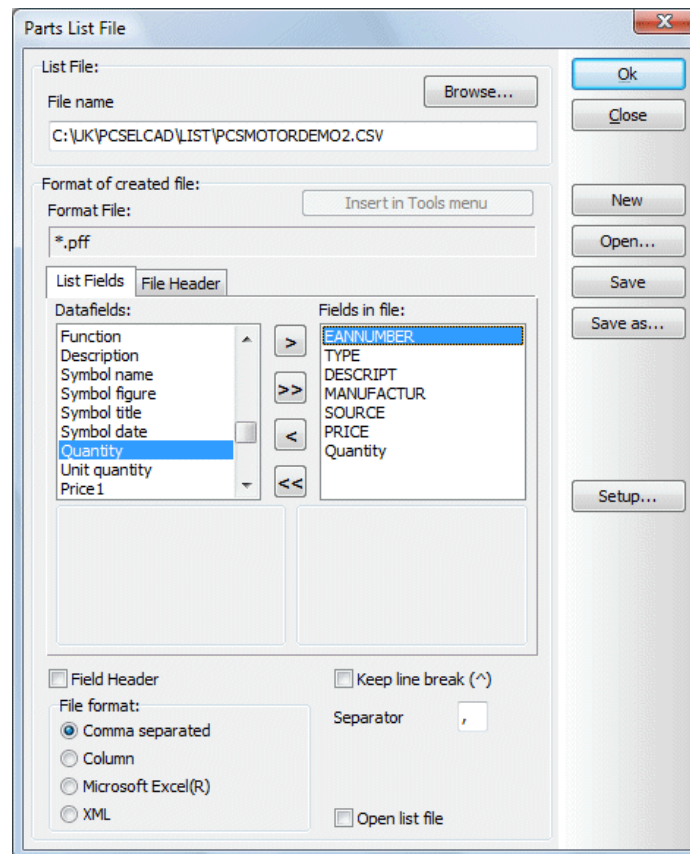 Parts List File
List File:
File name
Browse...
C:\UK\PCSELCAD\LIST\PCSMOTORDEMO2.CSV
Format of created file:
Format File:
Insert in Tools menu
*.pff
List Fields
File Header
Datafields:
Function
Description
Symbol name
Symbol figure
Symbol title
Symbol date
Quantity
Unit quantity
Price1
>
>>
<
<<
Fields in file:
EANNUMBER
TYPE
DESCRIPT
MANUFACTUR
SOURCE
PRICE
Quantity
Field Header
Keep line break (^)
File format:
Comma separated
Column
Microsoft Excel(R)
XML
Separator
,
Open list file
Ok
Close
New
Open...
Save
Save as...
Setup...